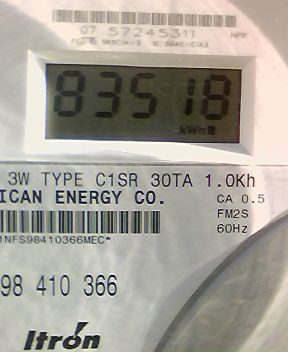 07 57245311
83518
kWh
3W TYPE C1SR 30TA 1.0Kh
ICAN ENERGY CO.
CA 0.5
FM2S
60Hz
1NFS98410366MEC*
98 410 366
Itron